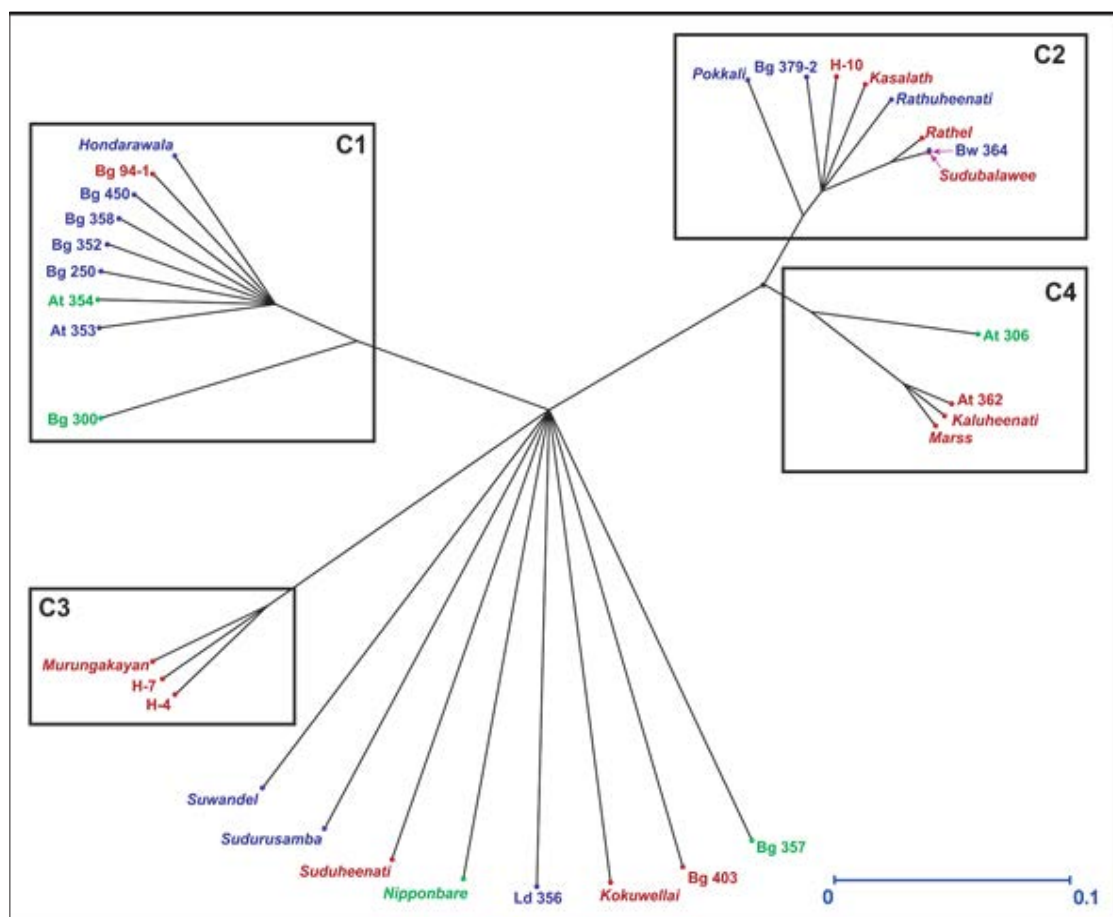 C1
Hondarawala
Bg 94-1
Bg 450
Bg 358
Bg 352
Bg 250
At 354
At 353
Bg 300
C2
Pokkali
Bg 379-2
H-10
Kasalath
Rathuheenati
Rathel
Bw 364
Sudubalawee
C4
At 306
At 362
Kaluheenati
Marss
C3
Murungakayan
H-7
H-4
Suwandel
Sudurusamba
Suduheenati
Nipponbare
Ld 356
Kokuwellai
Bg 403
Bg 357
0 0.1